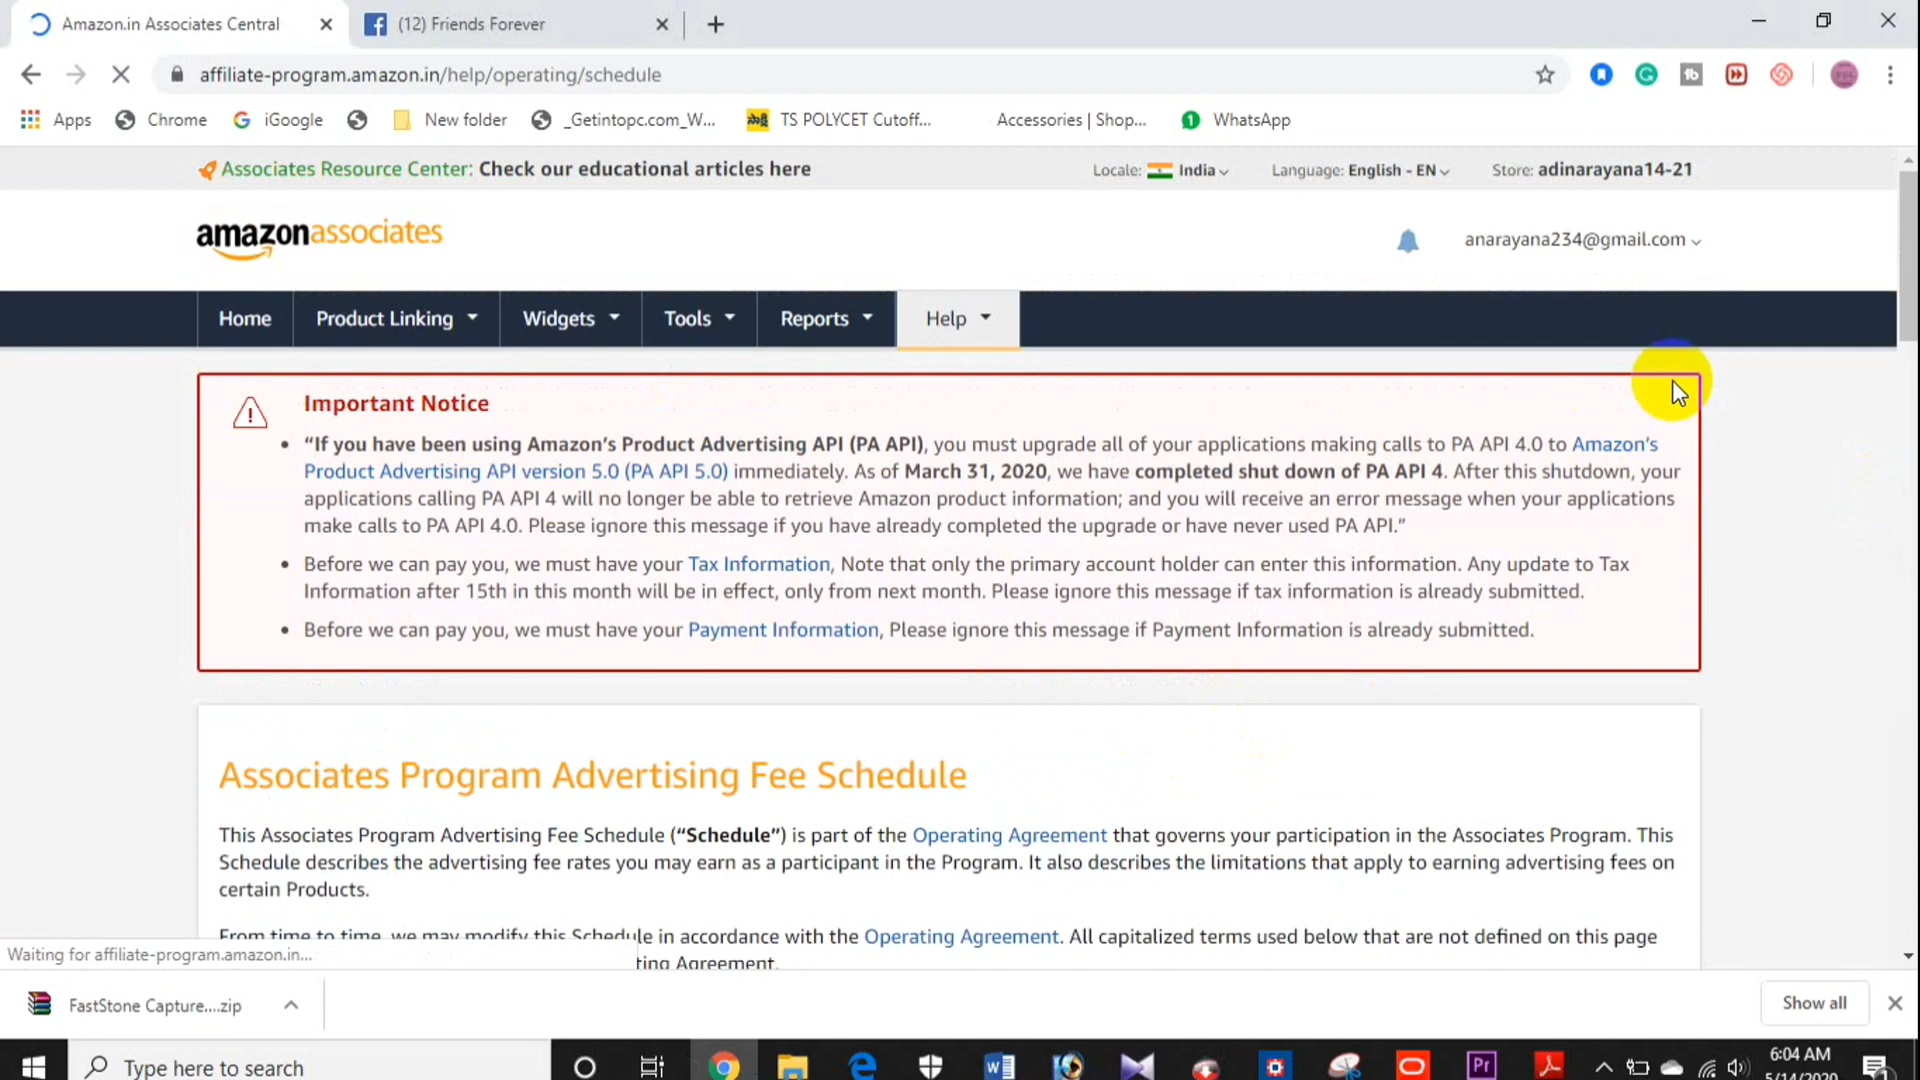 Amazon.in Associates Central
(12) Friends Forever
affiliate-program.amazon.in/help/operating/schedule
Apps
Chrome
iGoogle
New folder
_Getintopc.com_W...
TS POLYCET Cutoff...
Accessories | Shop...
WhatsApp
Associates Resource Center: Check our educational articles here
Locale: India
Language: English - EN
Store: adinarayana14-21
amazonassociates
anarayana234@gmail.com
Home
Product Linking
Widgets
Tools
Reports
Help
Important Notice
• “If you have been using Amazon’s Product Advertising API (PA API), you must upgrade all of your applications making calls to PA API 4.0 to Amazon’s
Product Advertising API version 5.0 (PA API 5.0) immediately. As of March 31, 2020, we have completed shut down of PA API 4. After this shutdown, your
applications calling PA API 4 will no longer be able to retrieve Amazon product information; and you will receive an error message when your applications
make calls to PA API 4.0. Please ignore this message if you have already completed the upgrade or have never used PA API.”
• Before we can pay you, we must have your Tax Information, Note that only the primary account holder can enter this information. Any update to Tax
Information after 15th in this month will be in effect, only from next month. Please ignore this message if tax information is already submitted.
• Before we can pay you, we must have your Payment Information, Please ignore this message if Payment Information is already submitted.
Associates Program Advertising Fee Schedule
This Associates Program Advertising Fee Schedule (“Schedule”) is part of the Operating Agreement that governs your participation in the Associates Program. This
Schedule describes the advertising fee rates you may earn as a participant in the Program. It also describes the limitations that apply to earning advertising fees on
certain Products.
From time to time, we may modify this Schedule in accordance with the Operating Agreement. All capitalized terms used below that are not defined on this page
ting Agreement.
Waiting for affiliate-program.amazon.in...
FastStone Capture....zip
Show all
Type here to search
Pr
6:04 AM
5/14/2020